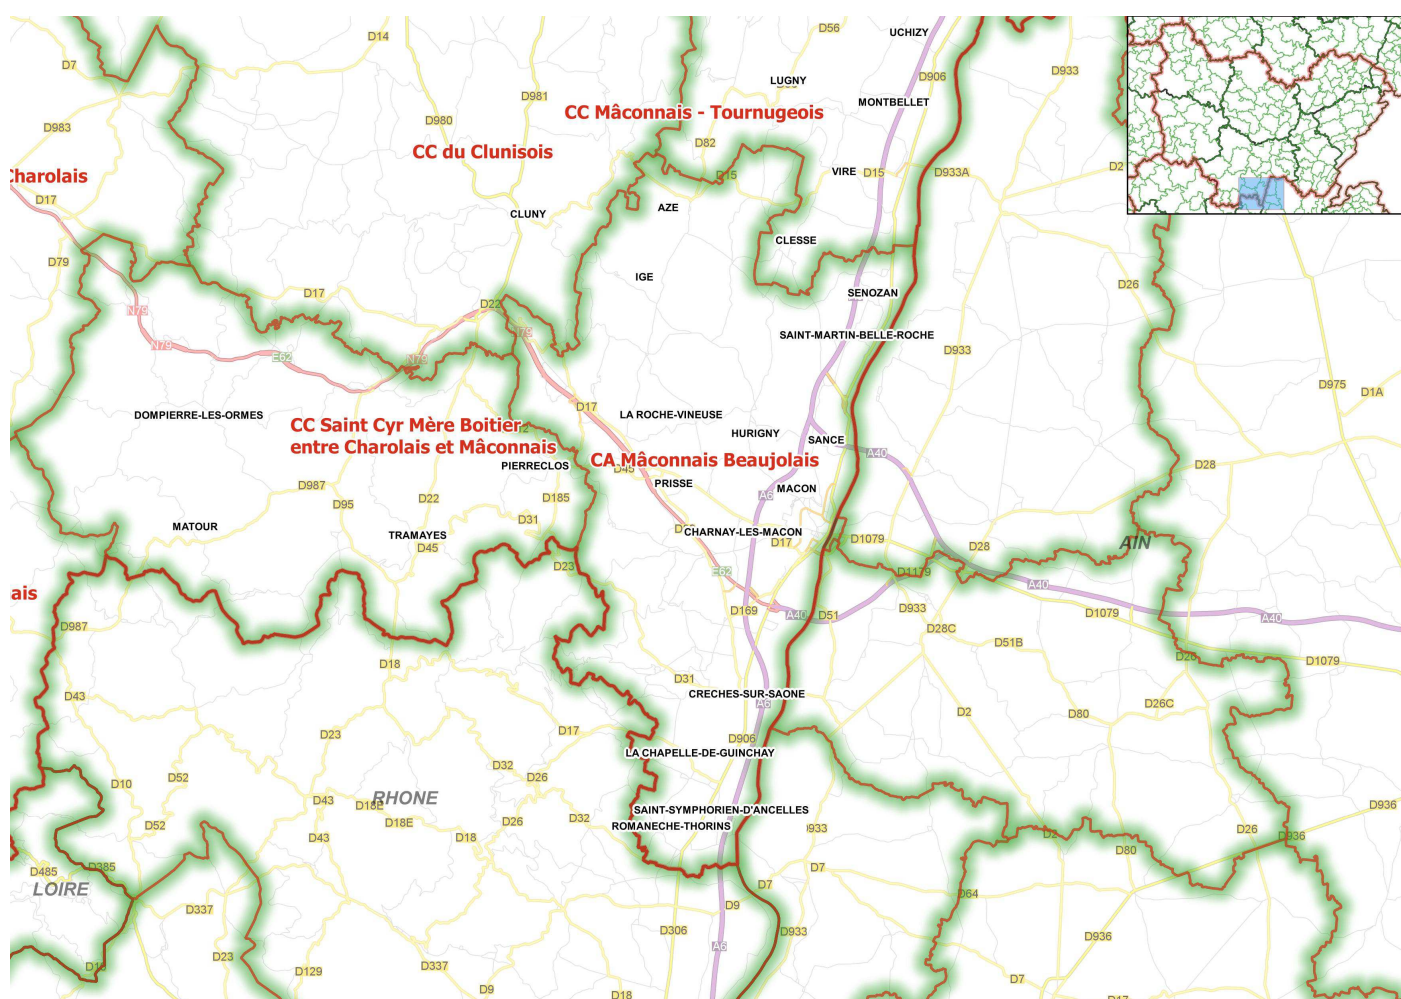 D14
D56
UCHIZY
D7
D906
D933
LUGNY
D981
MONTBELLET
CC Mâconnais - Tournugeois
D980
D983
D82
CC du Clunisois
D2
Charolais
D15
VIRE
D15
D933A
D17
AZE
CLUNY
CLESSE
D79
IGE
D26
D17
D22
SENOZAN
N79
N79
SAINT-MARTIN-BELLE-ROCHE
E62
N79
D933
D975
D1A
DOMPIERRE-LES-ORMES
D17
LA ROCHE-VINEUSE
CC Saint Cyr Mère Boitier
entre Charolais et Mâconnais
HURIGNY
SANCE
A40
PIERRECLOS
CA Mâconnais Beaujolais
D45
D28
D987
PRISSE
MACON
A6
D22
D185
D95
MATOUR
D31
TRAMAYES
CHARNAY-LES-MACON
D45
D17
D1079
D28
AIN
D23
E62
D1179
A40
ais
D169
A40
D51
D933
D1079
A40
D987
D28C
D51B
D26
D1079
D18
D31
D43
CRECHES-SUR-SAONE
A6
D26C
D2
D80
D23
D17
D906
LA CHAPELLE-DE-GUINCHAY
D32
D52
D26
D10
RHONE
D43
D18E
D936
SAINT-SYMPHORIEN-D'ANCELLES
D52
D18E
D26
D32
ROMANECHE-THORINS
D933
D26
D43
D18
D2
D936
D80
D385
D485
D7
LOIRE
D7
D64
D9
D337
D306
D933
D936
A6
D23
D337
D129
D7
D9
D18
D17